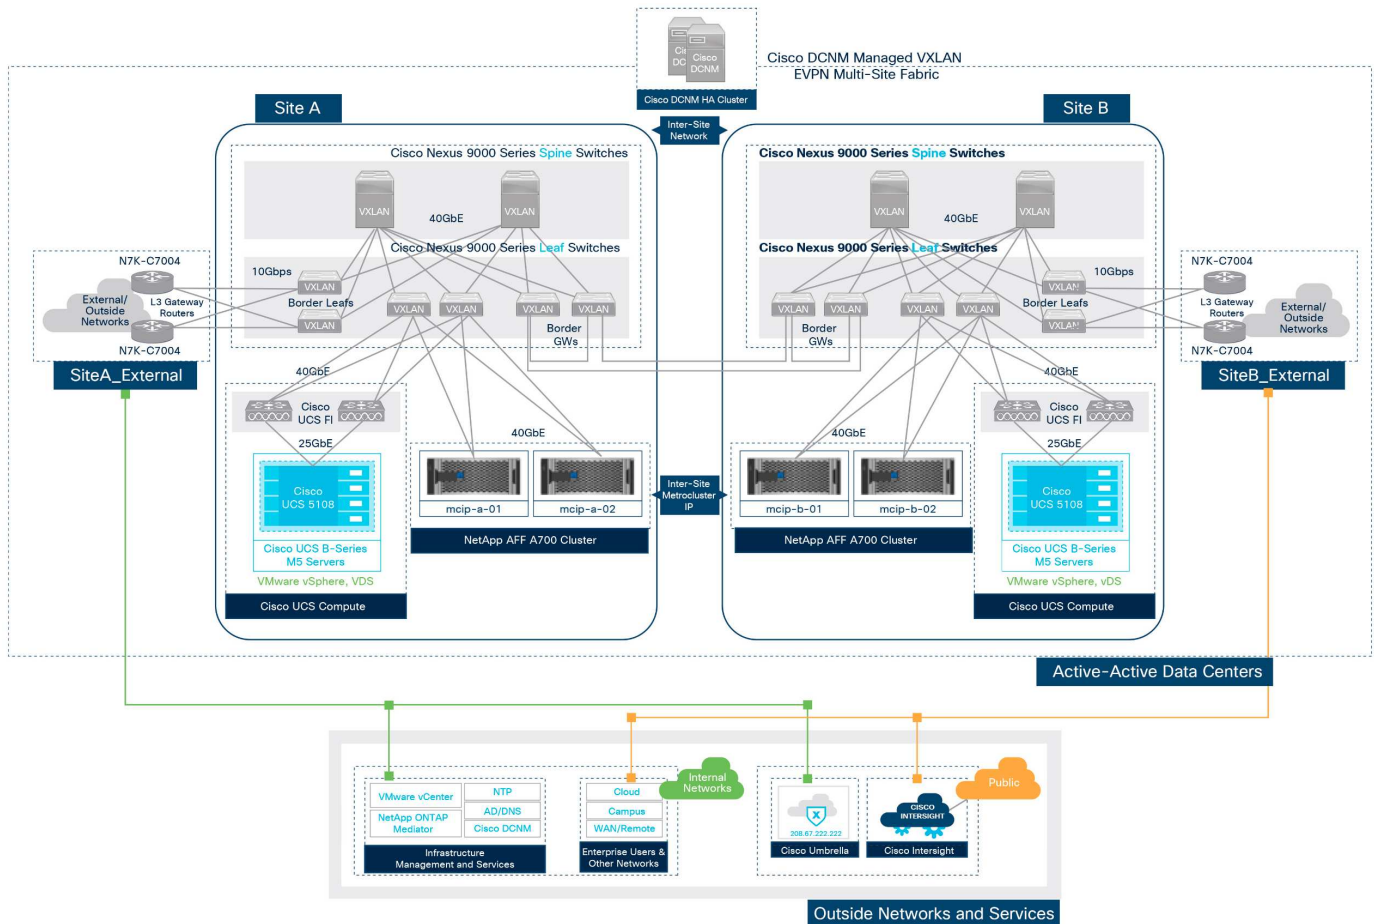 Cisco
DCNM
Cisco DCNM HA Cluster
Cisco DCNM Managed VXLAN
EVPN Multi-Site Fabric
Site A
Inter-Site
Network
Site B
Cisco Nexus 9000 Series Spine Switches
VXLAN
VXLAN
40GbE
Cisco Nexus 9000 Series Leaf Switches
10Gbps
VXLAN
Border Leafs
VXLAN
VXLAN
VXLAN
VXLAN
VXLAN
Border
GWs
N7K-C7004
External/
Outside
Networks
L3 Gateway
Routers
N7K-C7004
SiteA_External
40GbE
Cisco
UCS FI
25GbE
Cisco
UCS 5108
Cisco UCS B-Series
M5 Servers
VMware vSphere, VDS
Cisco UCS Compute
40GbE
mcip-a-01
mcip-a-02
NetApp AFF A700 Cluster
Inter-Site
Metrocluster
IP
Cisco Nexus 9000 Series Spine Switches
VXLAN
VXLAN
40GbE
Cisco Nexus 9000 Series Leaf Switches
10Gbps
VXLAN
Border Leafs
VXLAN
VXLAN
VXLAN
VXLAN
VXLAN
Border
GWs
N7K-C7004
L3 Gateway
Routers
External/
Outside
Networks
N7K-C7004
SiteB_External
40GbE
Cisco
UCS FI
25GbE
Cisco
UCS 5108
Cisco UCS B-Series
M5 Servers
VMware vSphere, vDS
Cisco UCS Compute
40GbE
mcip-b-01
mcip-b-02
NetApp AFF A700 Cluster
Active-Active Data Centers
VMware vCenter
NetApp ONTAP
Mediator
NTP
AD/DNS
Cisco DCNM
Infrastructure
Management and Services
Cloud
Campus
WAN/Remote
Enterprise Users &
Other Networks
Internal
Networks
208.67.222.222
Cisco Umbrella
CISCO
INTERSIGHT
Cisco Intersight
Public
Outside Networks and Services